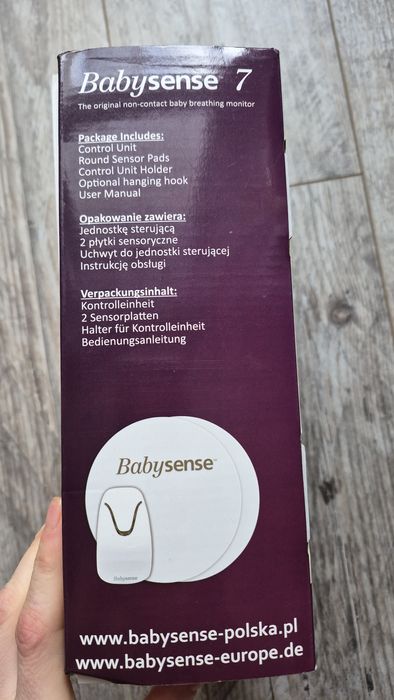 Babysense 7
The original non-contact baby breathing monitor
Package Includes:
Control Unit
Round Sensor Pads
Control Unit Holder
Optional hanging hook
User Manual
Opakowanie zawiera:
Jednostkę sterującą
2 płytki sensoryczne
Uchwyt do jednostki sterującej
Instrukcję obsługi
Verpackungsinhalt:
Kontrolleinheit
2 Sensorplatten
Halter für Kontrolleinheit
Bedienungsanleitung
Babysense™
Babysense
www.babysense-polska.pl
www.babysense-europe.de